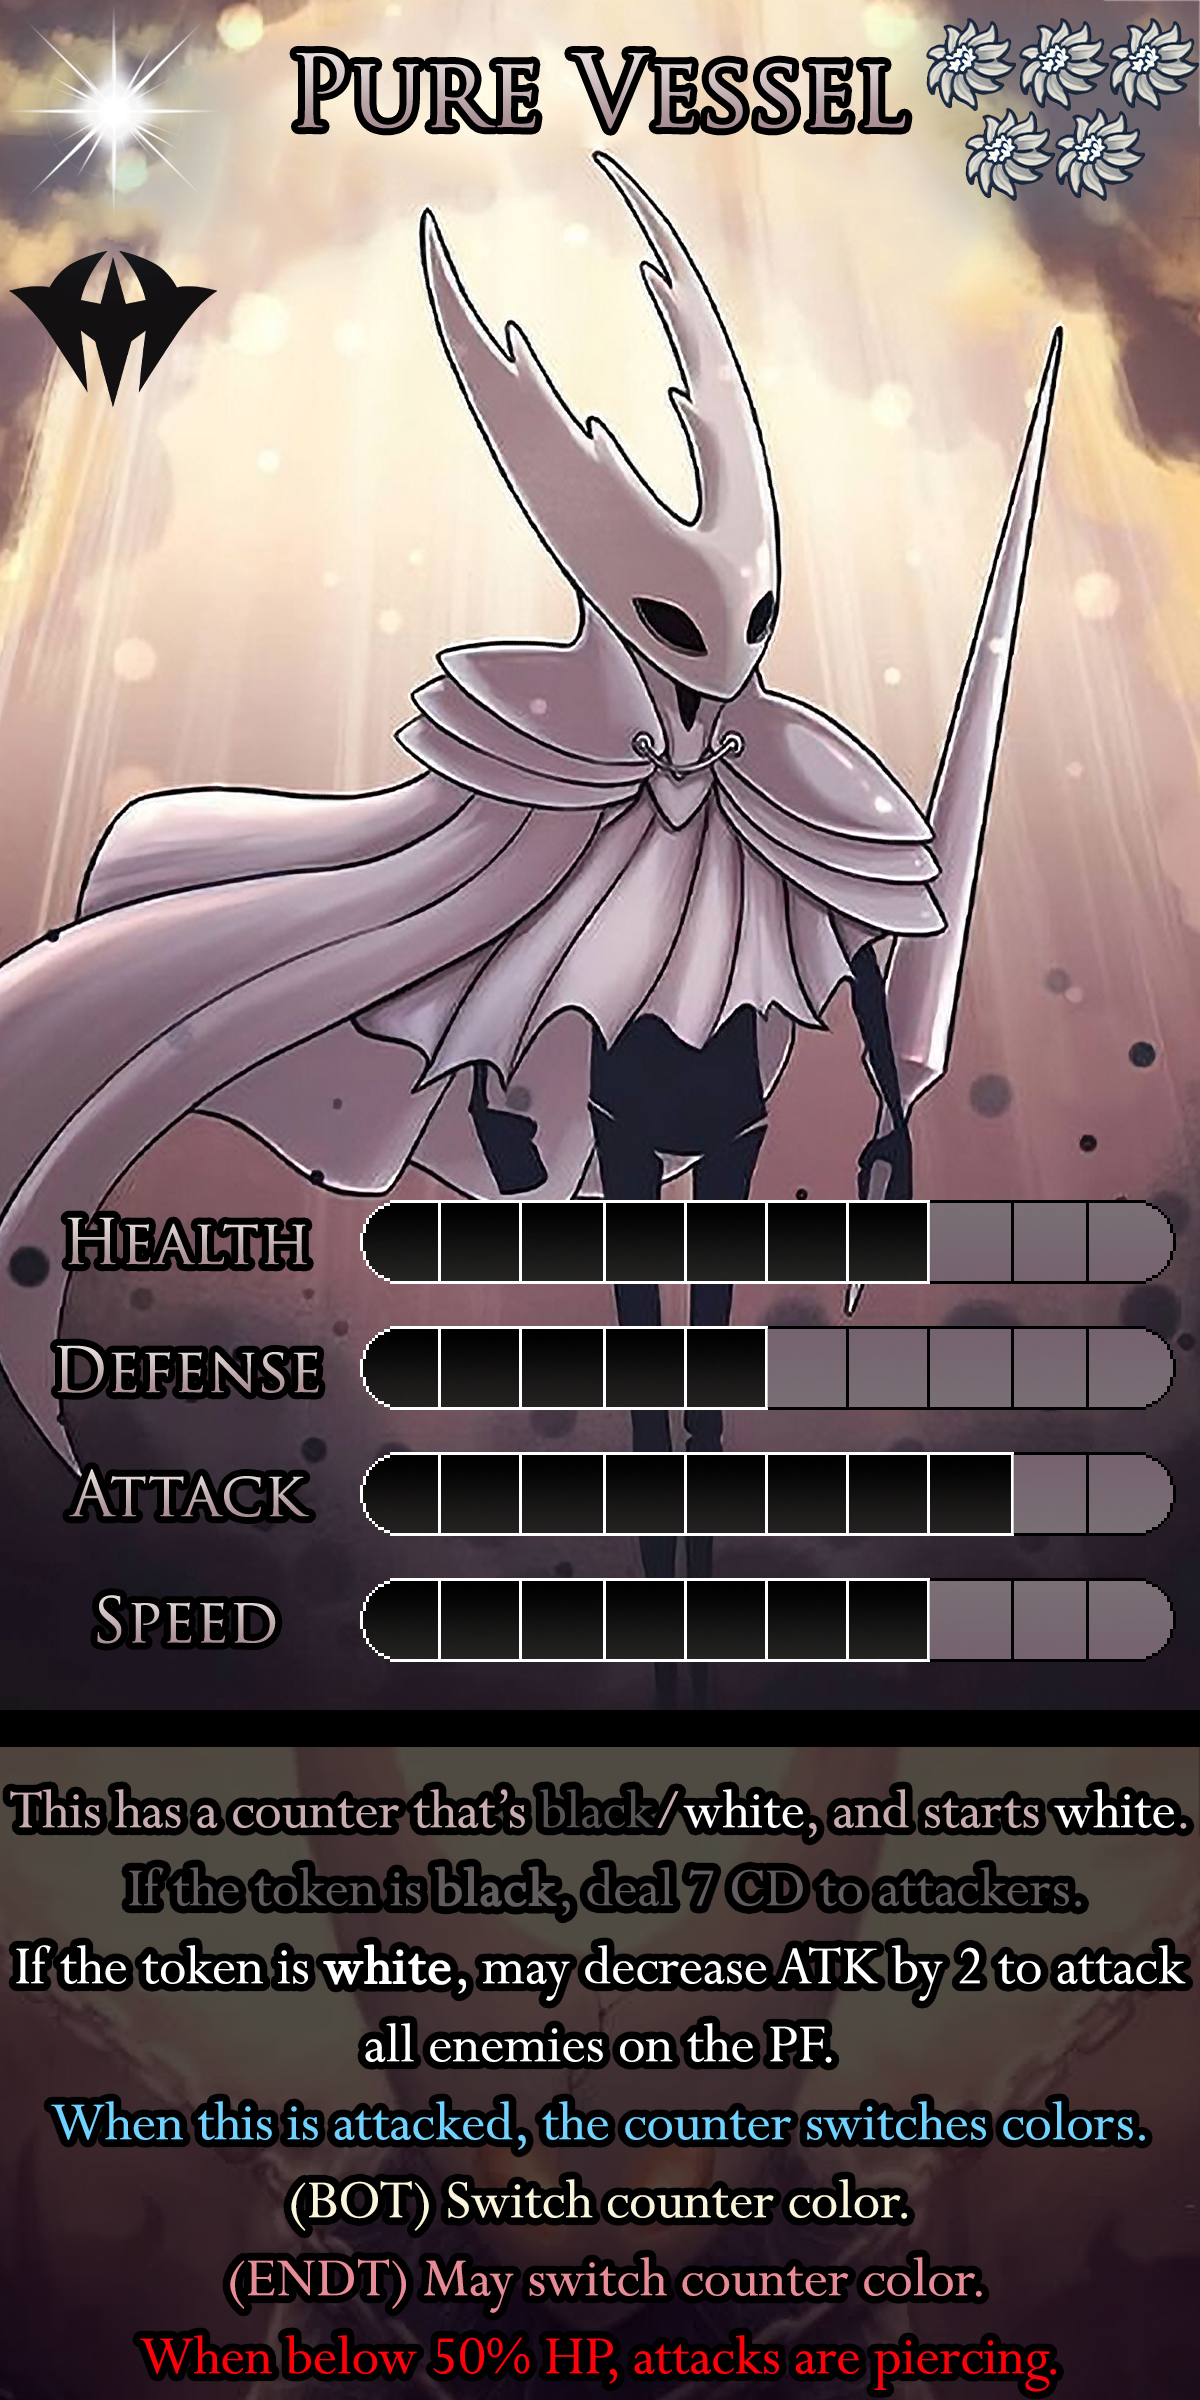 PURE VESSEL
HEALTH
DEFENSE
ATTACK
SPEED
This has a counter that’s black/white, and starts white.
If the token is black, deal 7 CD to attackers.
If the token is white, may decrease ATK by 2 to attack
all enemies on the PF.
When this is attacked, the counter switches colors.
(BOT) Switch counter color.
(ENDT) May switch counter color.
When below 50% HP, attacks are piercing.